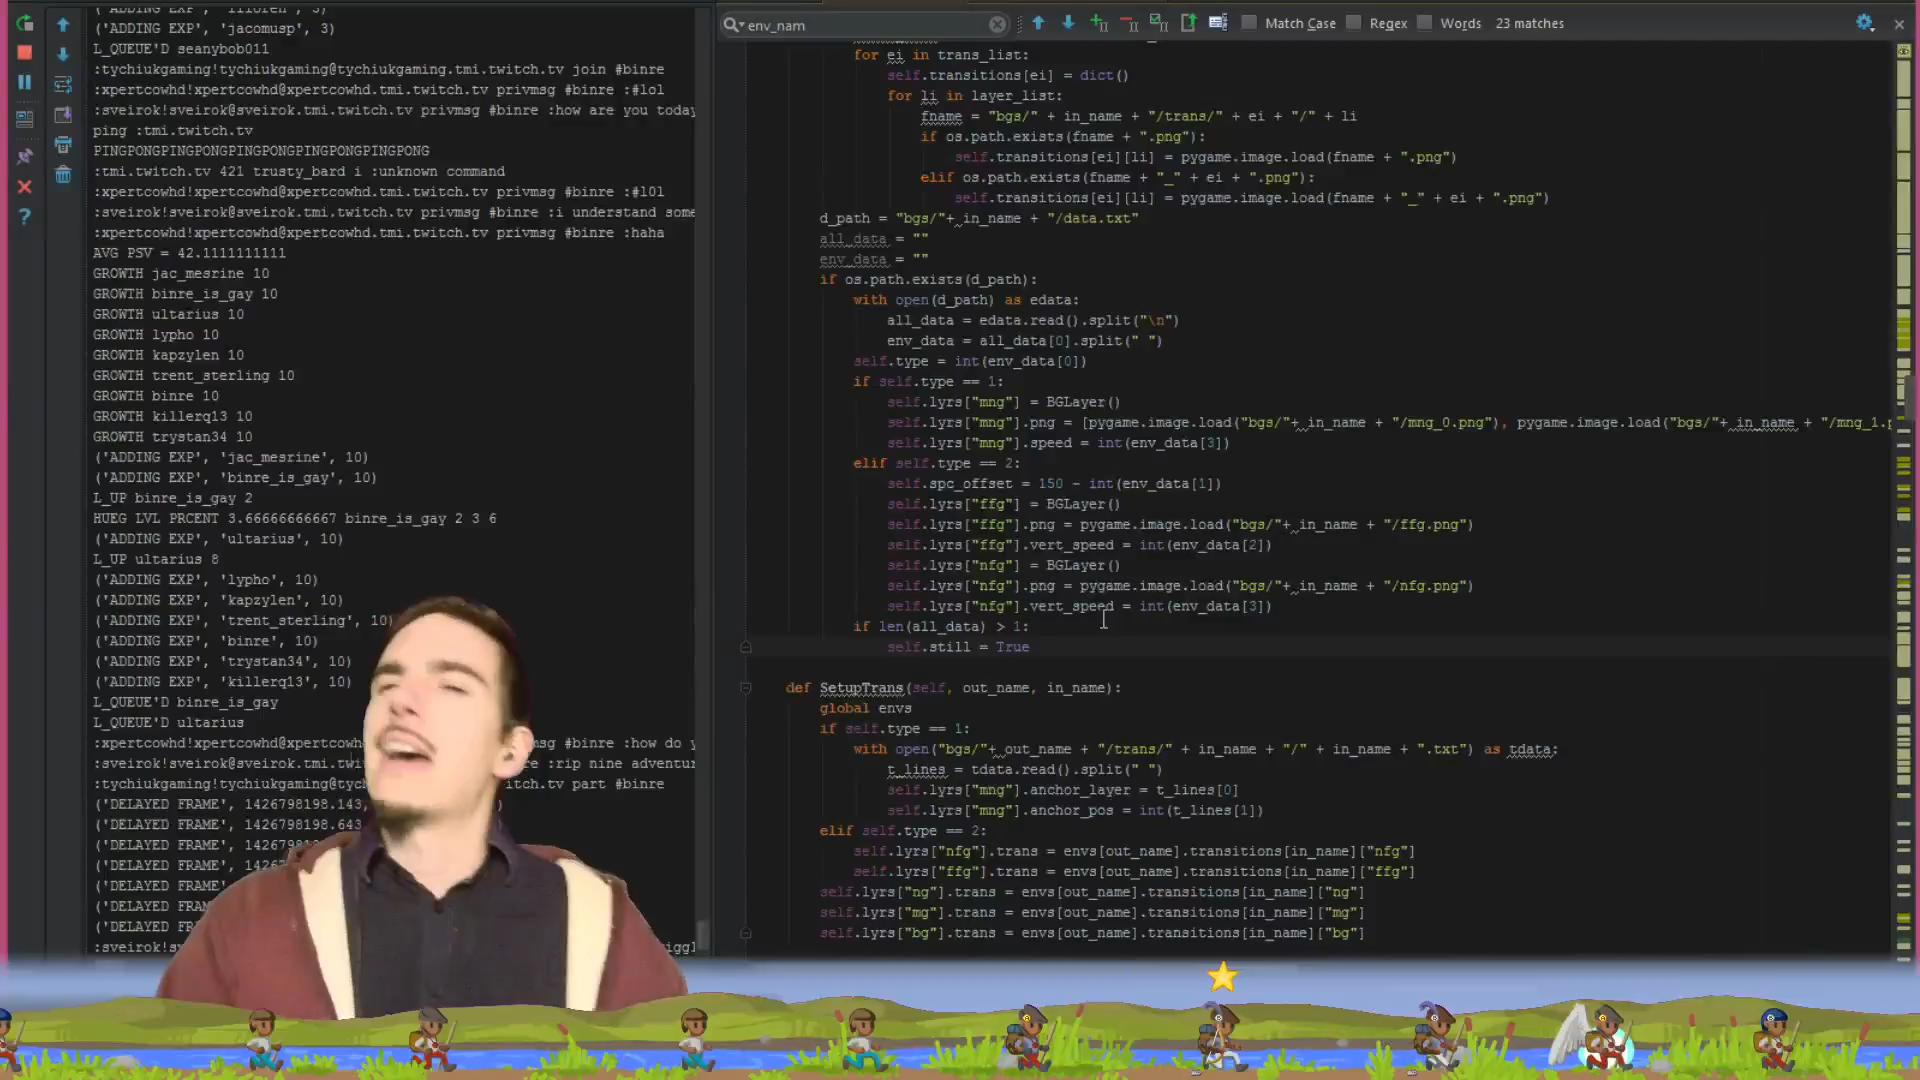 ('ADDING EXP', 'jacomusp', 3)
L_QUEUE'D seanybob011
:tychiukgaming!tychiukgaming@tychiukgaming.tmi.twitch.tv join #binre
:xpertcowhd!xpertcowhd@xpertcowhd.tmi.twitch.tv privmsg #binre :#lol
:sveirok!sveirok@sveirok.tmi.twitch.tv privmsg #binre :how are you today
ping :tmi.twitch.tv
PINGPONGPINGPONGPINGPONGPINGPONGPINGPONG
:tmi.twitch.tv 421 trusty_bard i :unknown command
:xpertcowhd!xpertcowhd@xpertcowhd.tmi.twitch.tv privmsg #binre :#l0l
:sveirok!sveirok@sveirok.tmi.twitch.tv privmsg #binre :i understand some
:xpertcowhd!xpertcowhd@xpertcowhd.tmi.twitch.tv privmsg #binre :haha
AVG PSV = 42.1111111111
GROWTH jac_mesrine 10
GROWTH binre_is_gay 10
GROWTH ultarius 10
GROWTH lypho 10
GROWTH kapzylen 10
GROWTH trent_sterling 10
GROWTH binre 10
GROWTH killerq13 10
GROWTH trystan34 10
('ADDING EXP', 'jac_mesrine', 10)
('ADDING EXP', 'binre_is_gay', 10)
L_UP binre_is_gay 2
HUEG LVL PRCENT 3.66666666667 binre_is_gay 2 3 6
('ADDING EXP', 'ultarius', 10)
L_UP ultarius 8
('ADDING EXP', 'lypho', 10)
('ADDING EXP', 'kapzylen', 10)
('ADDING EXP', 'trent_sterling', 10)
('ADDING EXP', 'binre', 10)
('ADDING EXP', 'trystan34', 10)
('ADDING EXP', 'killerq13', 10)
L_QUEUE'D binre_is_gay
L_QUEUE'D ultarius
:xpertcowhd!xpertcowhd@xpertcowh sg #binre :how do y
:sveirok!sveirok@sveirok.tmi.twi re :rip nine adventur
:tychiukgaming!tychiukgaming@tyc itch.tv part #binre
('DELAYED FRAME', 1426798198.143,
('DELAYED FRAME', 1426798198.643
('DELAYED FRAME',
('DELAYED FRAME', 1426
('DELAYED FRA
('DELAYED FRA
('DELAYED FR
:sveirok!s iggl
env_nam
Match Case
Regex
Words
23 matches
for ei in trans_list:
self.transitions[ei] = dict()
for li in layer_list:
fname = "bgs/" + in_name + "/trans/" + ei + "/" + li
if os.path.exists(fname + ".png"):
self.transitions[ei][li] = pygame.image.load(fname + ".png")
elif os.path.exists(fname + "_" + ei + ".png"):
self.transitions[ei][li] = pygame.image.load(fname + "_" + ei + ".png")
d_path = "bgs/"+ in_name + "/data.txt"
all_data = ""
env_data = ""
if os.path.exists(d_path):
with open(d_path) as edata:
all_data = edata.read().split("\n")
env_data = all_data[0].split(" ")
self.type = int(env_data[0])
if self.type == 1:
self.lyrs["mng"] = BGLayer()
self.lyrs["mng"].png = [pygame.image.load("bgs/"+ in_name + "/mng_0.png"), pygame.image.load("bgs/"+ in_name + "/mng_1.p
self.lyrs["mng"].speed = int(env_data[3])
elif self.type == 2:
self.spc_offset = 150 - int(env_data[1])
self.lyrs["ffg"] = BGLayer()
self.lyrs["ffg"].png = pygame.image.load("bgs/"+ in_name + "/ffg.png")
self.lyrs["ffg"].vert_speed = int(env_data[2])
self.lyrs["nfg"] = BGLayer()
self.lyrs["nfg"].png = pygame.image.load("bgs/"+ in_name + "/nfg.png")
self.lyrs["nfg"].vert_speed = int(env_data[3])
if len(all_data) > 1:
self.still = True
def SetupTrans(self, out_name, in_name):
global envs
if self.type == 1:
with open("bgs/"+ out_name + "/trans/" + in_name + "/" + in_name + ".txt") as tdata:
t_lines = tdata.read().split(" ")
self.lyrs["mng"].anchor_layer = t_lines[0]
self.lyrs["mng"].anchor_pos = int(t_lines[1])
elif self.type == 2:
self.lyrs["nfg"].trans = envs[out_name].transitions[in_name]["nfg"]
self.lyrs["ffg"].trans = envs[out_name].transitions[in_name]["ffg"]
self.lyrs["ng"].trans = envs[out_name].transitions[in_name]["ng"]
self.lyrs["mg"].trans = envs[out_name].transitions[in_name]["mg"]
self.lyrs["bg"].trans = envs[out_name].transitions[in_name]["bg"]